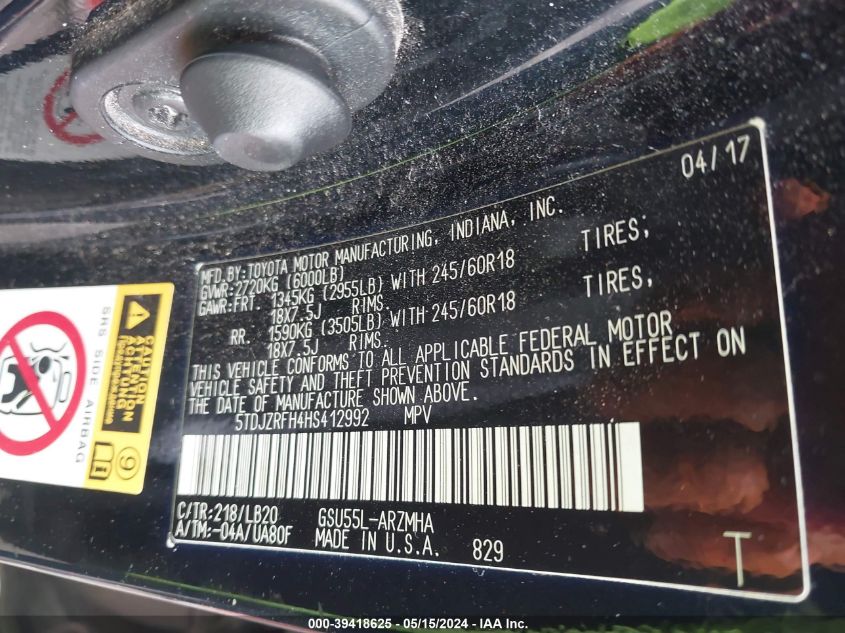 04/17
MFD.BY:TOYOTA MOTOR MANUFACTURING, INDIANA, INC.
GVWR:2720KG (6000LB)
GAWR:FRT 1345KG (2955LB) WITH 245/60R18 TIRES;
18X7.5J RIMS.
RR. 1590KG (3505LB) WITH 245/60R18 TIRES;
18X7.5J RIMS.
THIS VEHICLE CONFORMS TO ALL APPLICABLE FEDERAL MOTOR
VEHICLE SAFETY AND THEFT PREVENTION STANDARDS IN EFFECT ON
THE DATE OF MANUFACTURE SHOWN ABOVE.
5TDJZRFH4HS412992 MPV
C/TR:218/LB20 GSU55L-ARZMHA
A/TM:-04A/UA80F MADE IN U.S.A. 829
T
SRS SIDE AIRBAG
CAUTION
ATTENTION
ACHTUNG
9
000-39418625 - 05/15/2024 - IAA Inc.